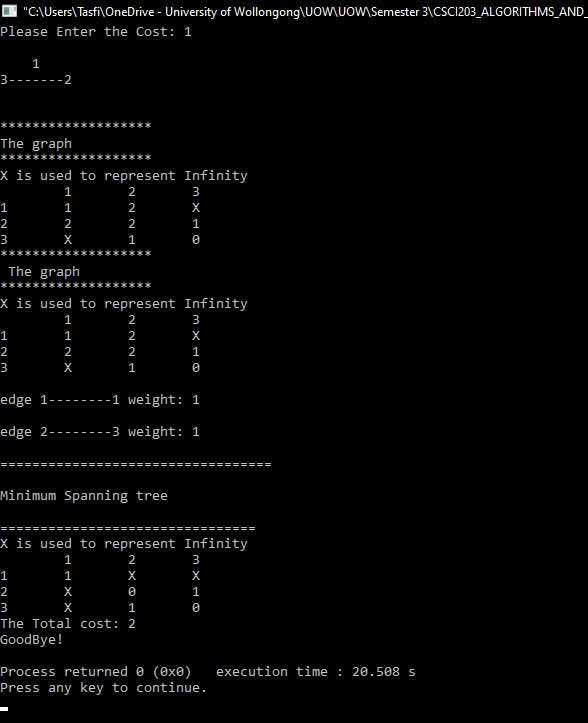 "C:\Users\Tasfi\OneDrive - University of Wollongong\UOW\UOW\Semester 3\CSCI203_ALGORITHMS_AND_
Please Enter the Cost: 1
1
3-------2
*******************
The graph
*******************
X is used to represent Infinity
1 2 3
1 1 2 X
2 2 2 1
3 X 1 0
*******************
The graph
*******************
X is used to represent Infinity
1 2 3
1 1 2 X
2 2 2 1
3 X 1 0
edge 1--------1 weight: 1
edge 2--------3 weight: 1
==================================
Minimum Spanning tree
================================
X is used to represent Infinity
1 2 3
1 1 X X
2 X 0 1
3 X 1 0
The Total cost: 2
GoodBye!
Process returned 0 (0x0)   execution time : 20.508 s
Press any key to continue.